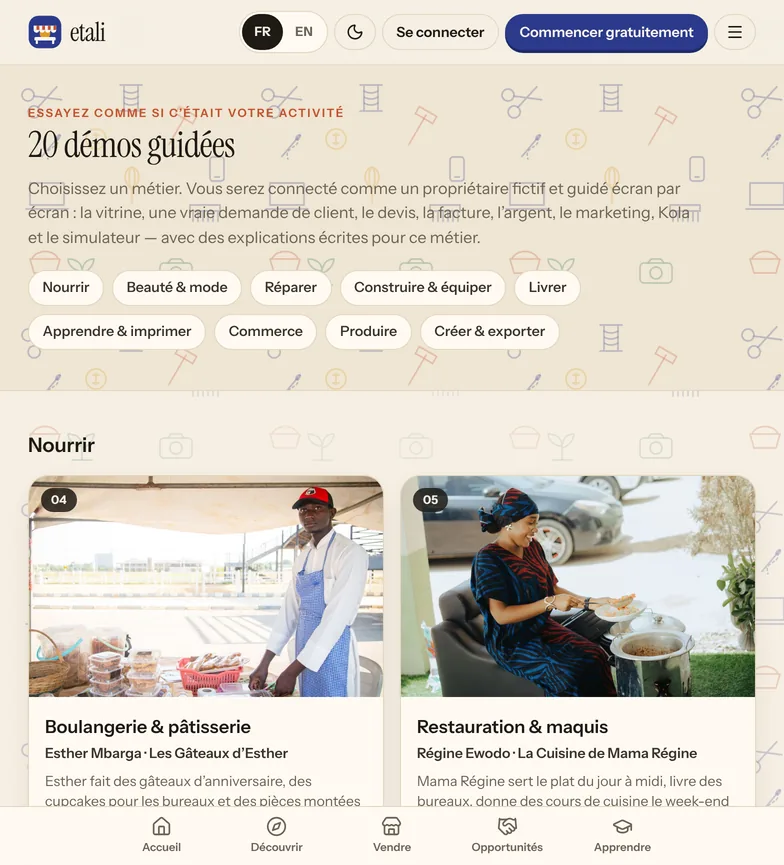 etali
FR
EN
Se connecter
Commencer gratuitement
ESSAYEZ COMME SI C'ÉTAIT VOTRE ACTIVITÉ
20 démos guidées
Choisissez un métier. Vous serez connecté comme un propriétaire fictif et guidé écran par
écran : la vitrine, une vraie demande de client, le devis, la facture, l'argent, le marketing, Kola
et le simulateur — avec des explications écrites pour ce métier.
Nourrir
Beauté & mode
Réparer
Construire & équiper
Livrer
Apprendre & imprimer
Commerce
Produire
Créer & exporter
Nourrir
04
05
Boulangerie & pâtisserie
Esther Mbarga · Les Gâteaux d'Esther
Esther fait des gâteaux d'anniversaire, des
cupcakes pour les bureaux et des pièces montées
Restauration & maquis
Régine Ewodo · La Cuisine de Mama Régine
Mama Régine sert le plat du jour à midi, livre des
bureaux, donne des cours de cuisine le week-end
Accueil
Découvrir
Vendre
Opportunités
Apprendre